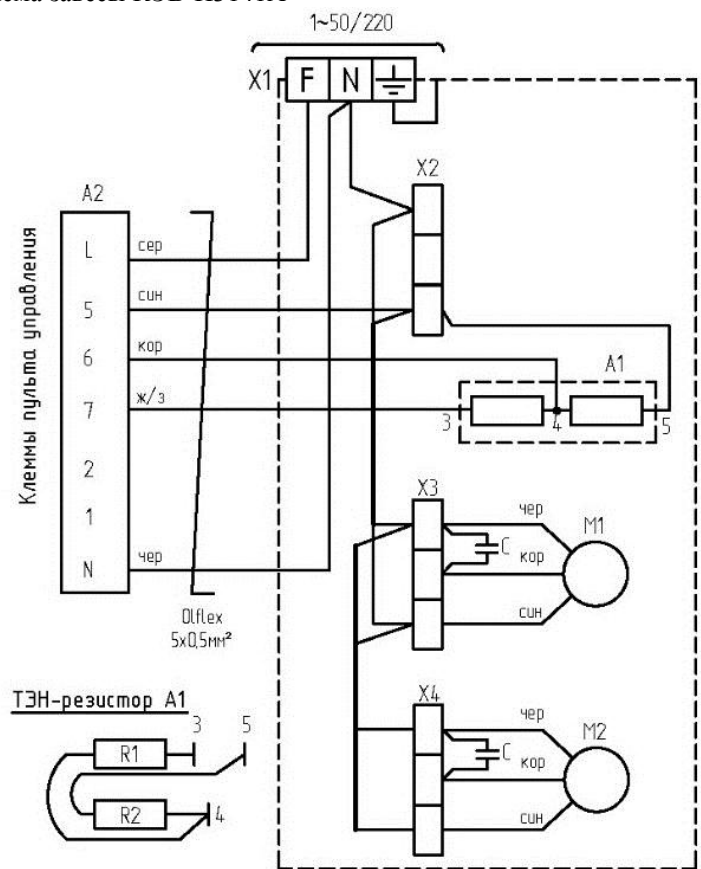 1~50/220
X1
F N
X2
A2
Клеммы пульта управления
L
сер
5
син
6
кор
7
ж/з
2
1
N
чер
Olflex
5x0,5мм²
A1
3
4
5
X3
чер
C
кор
син
M1
X4
чер
C
кор
син
M2
ТЭН-резистор A1
3
5
R1
R2
4